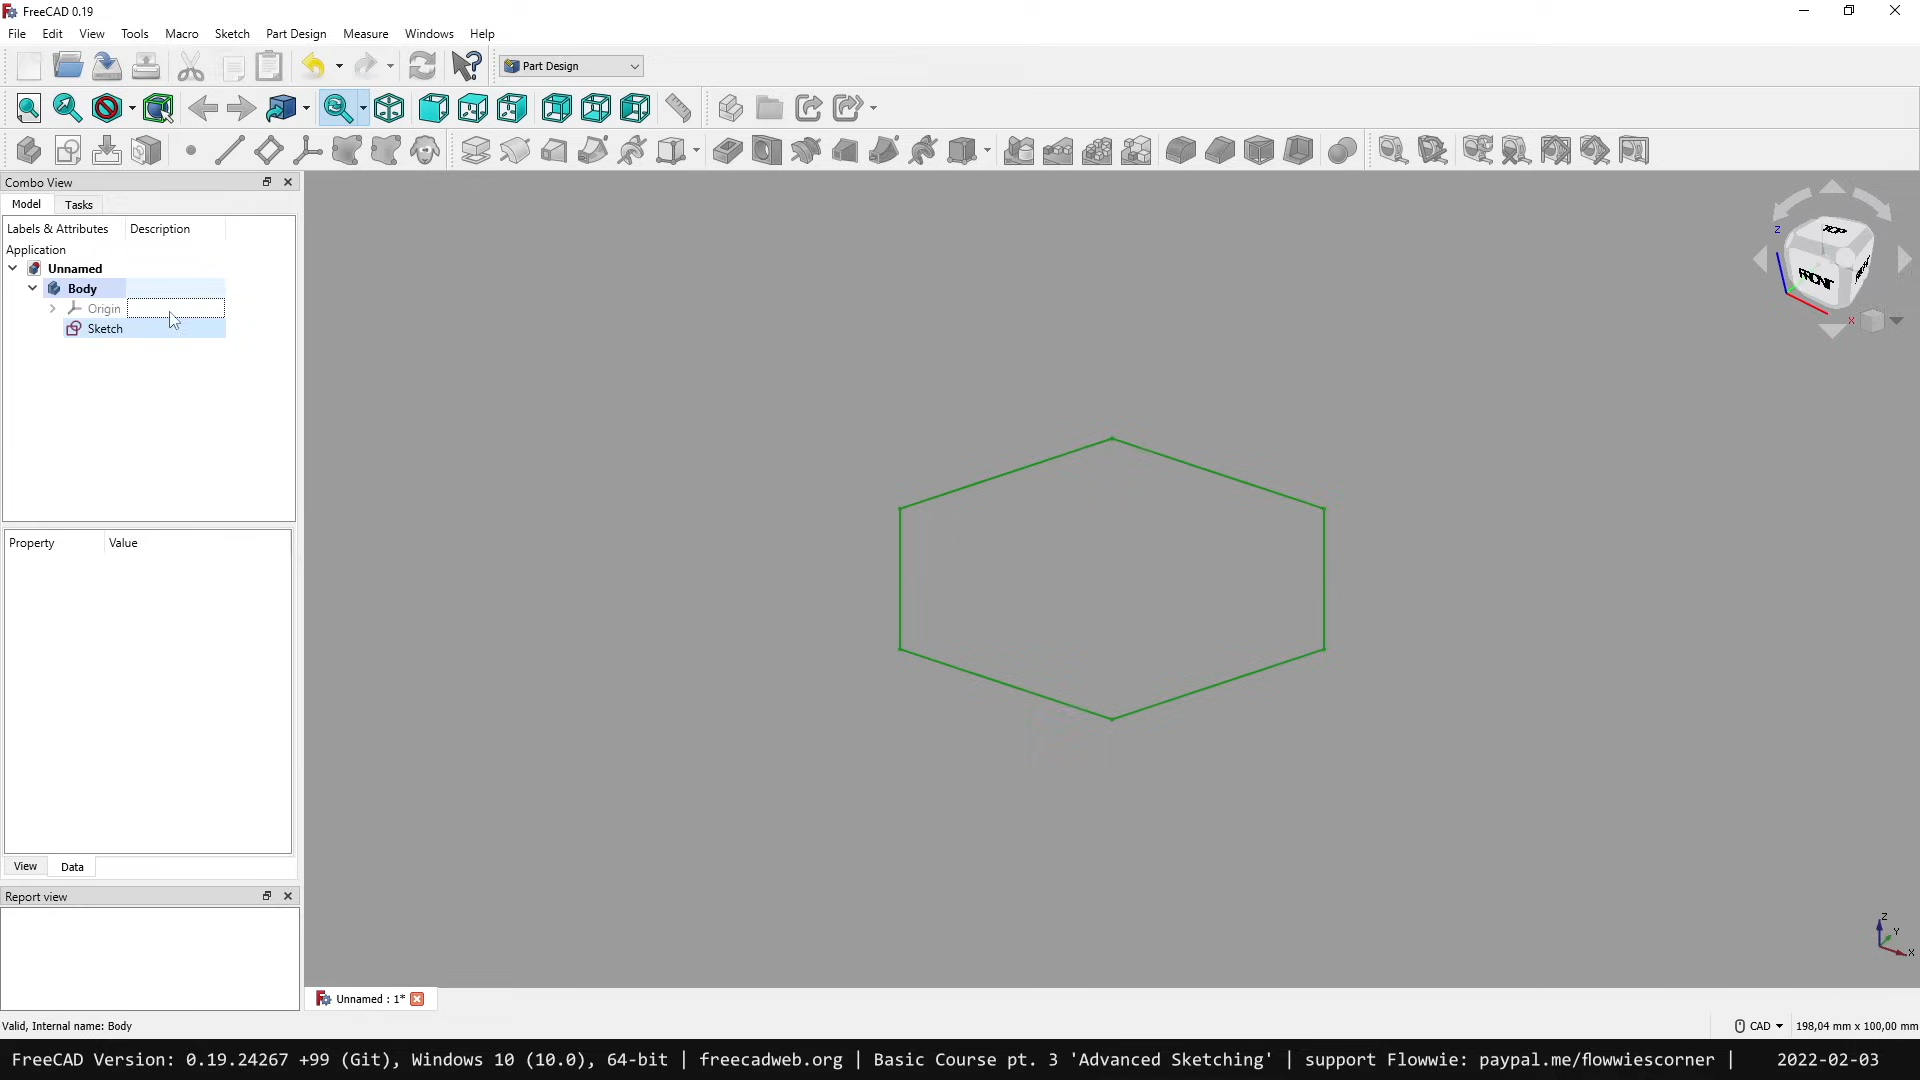 FreeCAD 0.19
File Edit View Tools Macro Sketch Part Design Measure Windows Help
Part Design
Combo View
Model Tasks
Labels & Attributes Description
Application
Unnamed
Body
Origin
Sketch
TOP
FRONT
Z
X
Property Value
View Data
Report view
Z
Y
X
Unnamed : 1*
Valid, Internal name: Body
CAD 198,04 mm x 100,00 mm
FreeCAD Version: 0.19.24267 +99 (Git), Windows 10 (10.0), 64-bit | freecadweb.org | Basic Course pt. 3 'Advanced Sketching' | support Flowwie: paypal.me/flowwiescorner | 2022-02-03